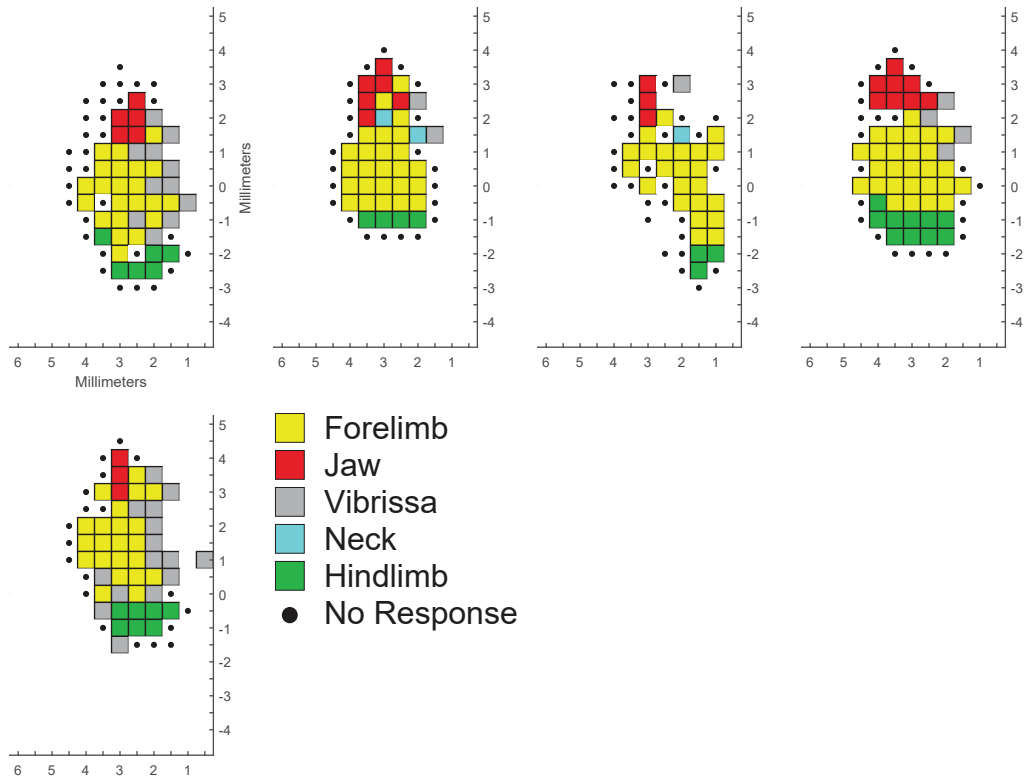 5 5 5 5
4 4 4 4
3 3 3 3
2 2 2 2
1 1 1 1
0 0 0 0
-1 -1 -1 -1
-2 -2 -2 -2
-3 -3 -3 -3
-4 -4 -4 -4
Millimeters
6 5 4 3 2 1 6 5 4 3 2 1 6 5 4 3 2 1 6 5 4 3 2 1
Millimeters
5
4
3
2
1
0
-1
-2
-3
-4
6 5 4 3 2 1
Forelimb
Jaw
Vibrissa
Neck
Hindlimb
No Response